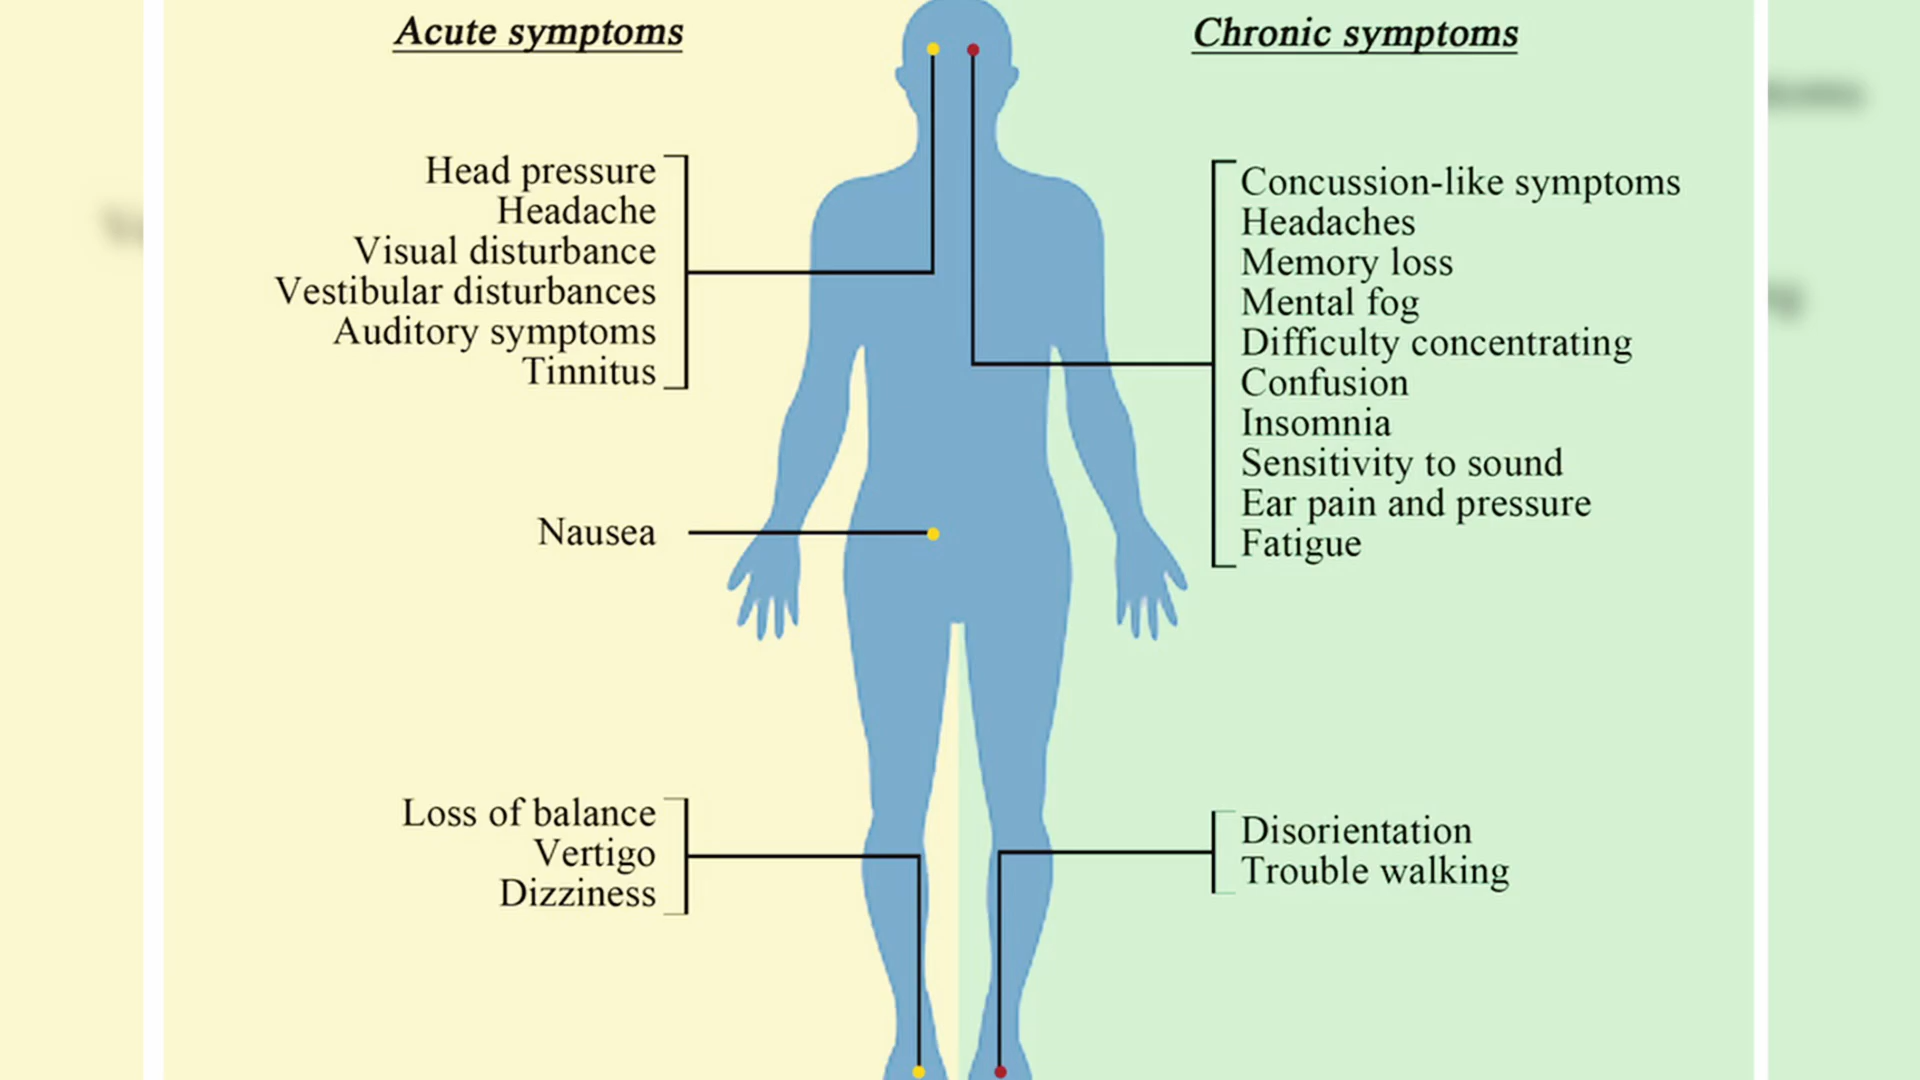 Acute symptoms
Head pressure
Headache
Visual disturbance
Vestibular disturbances
Auditory symptoms
Tinnitus
Nausea
Loss of balance
Vertigo
Dizziness
Chronic symptoms
Concussion-like symptoms
Headaches
Memory loss
Mental fog
Difficulty concentrating
Confusion
Insomnia
Sensitivity to sound
Ear pain and pressure
Fatigue
Disorientation
Trouble walking